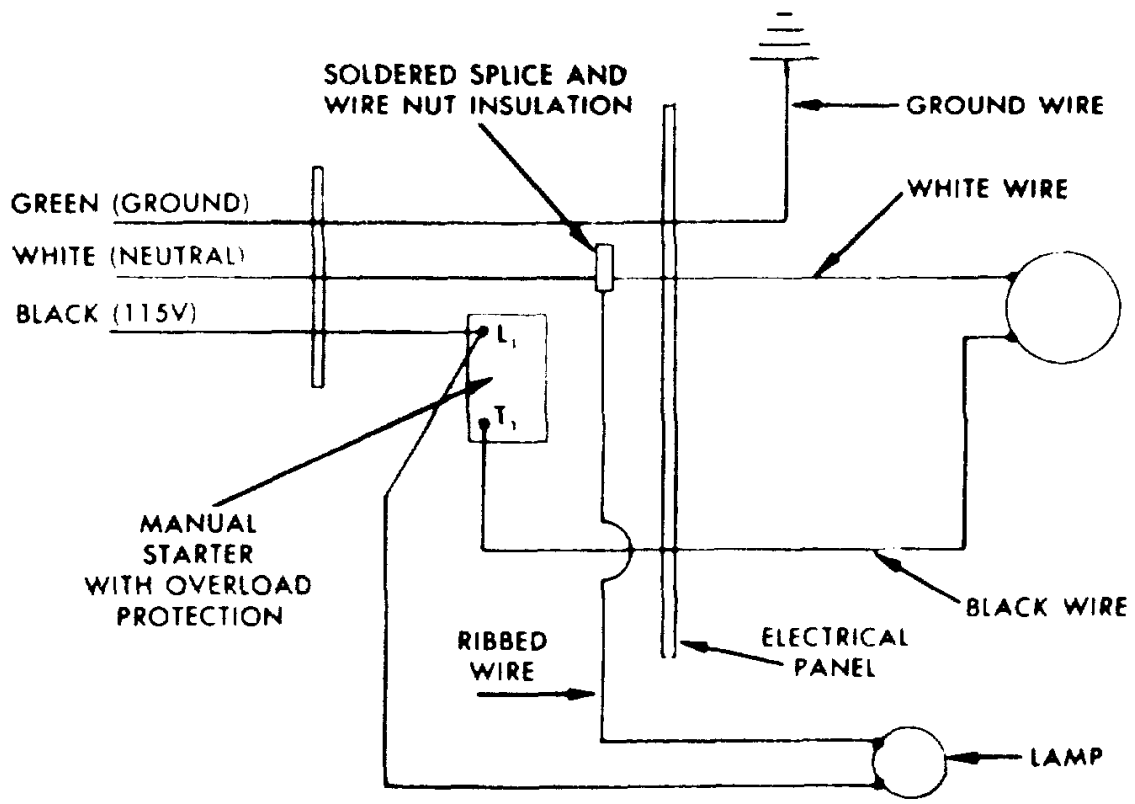 SOLDERED SPLICE AND
WIRE NUT INSULATION
GROUND WIRE
GREEN (GROUND)
WHITE WIRE
WHITE (NEUTRAL)
BLACK (115V)
L1
T1
MANUAL
STARTER
WITH OVERLOAD
PROTECTION
BLACK WIRE
RIBBED
WIRE
ELECTRICAL
PANEL
LAMP